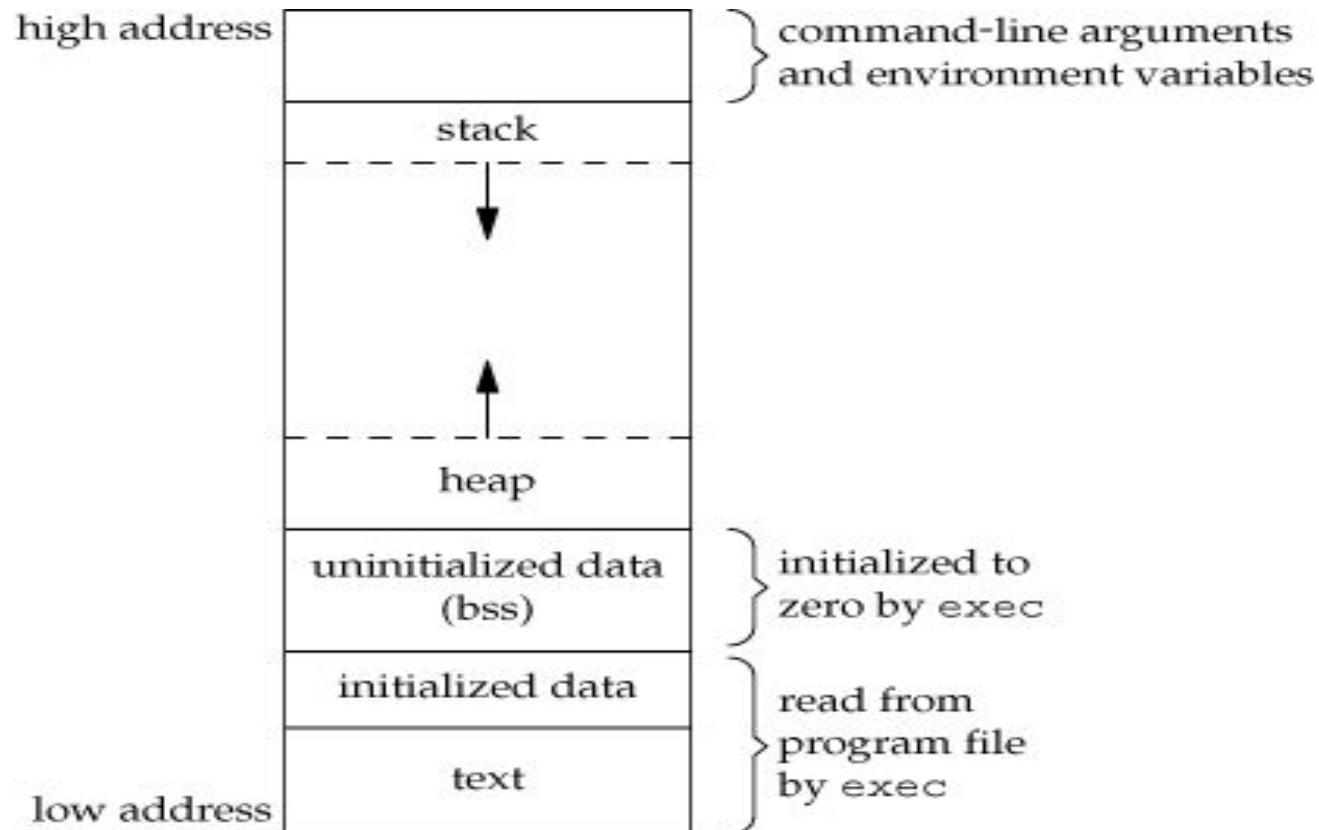 high address
command-line arguments
and environment variables
stack
heap
uninitialized data
(bss)
initialized to
zero by exec
initialized data
read from
program file
by exec
text
low address